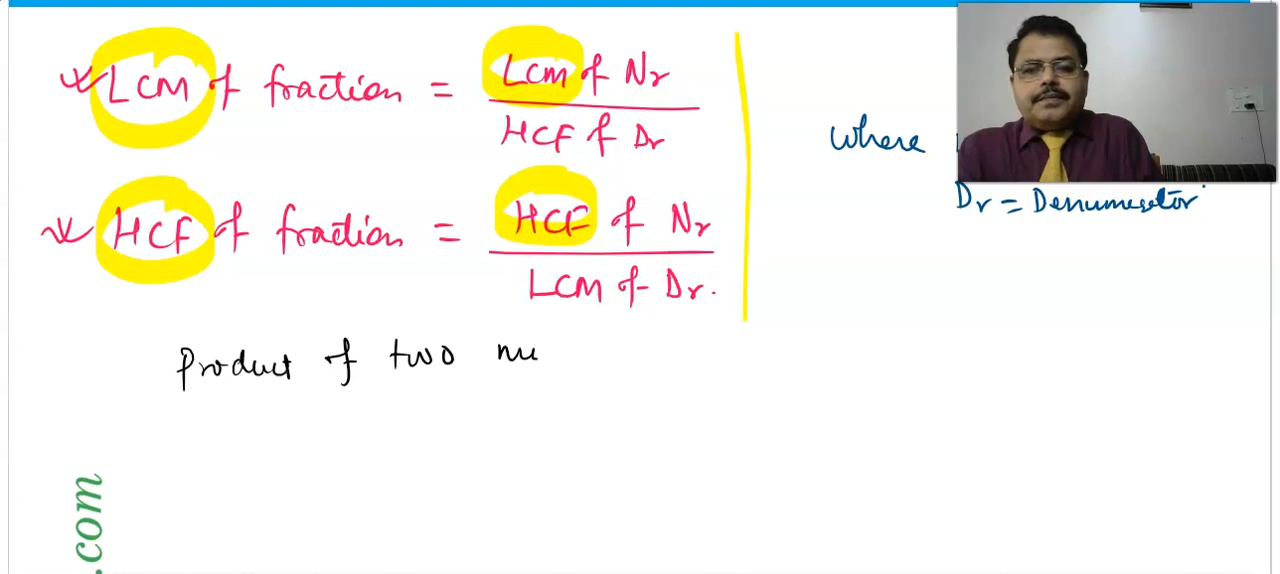 LCM of fraction = LCM of Nr
HCF of Dr
where
Dr = Denumerator
HCF of fraction = HCF of Nr
LCM of Dr.
Product of two nu
.com